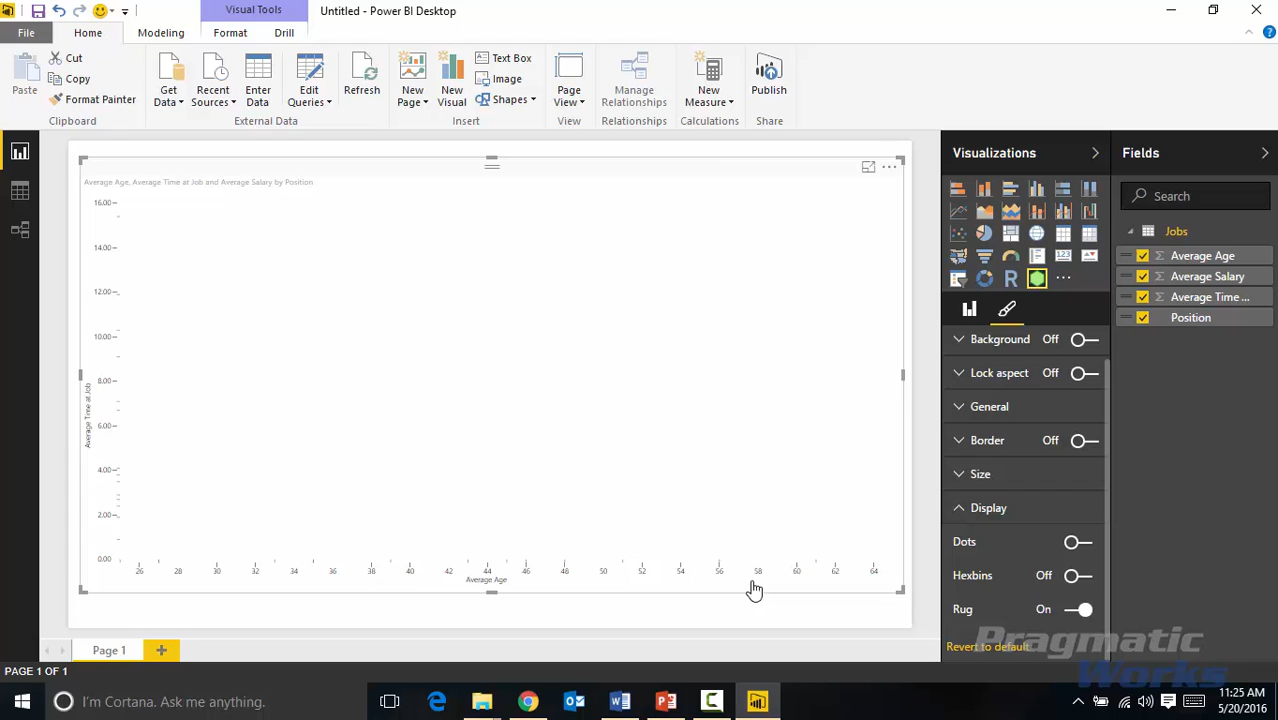 Visual Tools
Untitled - Power BI Desktop
File
Home
Modeling
Format
Drill
Paste
Cut
Copy
Format Painter
Clipboard
Get Data
Recent Sources
Enter Data
External Data
Edit Queries
Refresh
New Page
New Visual
Text Box
Image
Shapes
Insert
Page View
View
Manage Relationships
Relationships
New Measure
Calculations
Publish
Share
Average Age, Average Time at Job and Average Salary by Position
16.00
14.00
12.00
10.00
8.00
6.00
4.00
2.00
0.00
Average Time at Job
26 28 30 32 34 36 38 40 42 44 46 48 50 52 54 56 58 60 62 64
Average Age
Visualizations
R
123
Background Off
Lock aspect Off
General
Border Off
Size
Display
Dots
Hexbins Off
Rug On
Revert to default
Fields
Search
Jobs
Average Age
Average Salary
Average Time ...
Position
Pragmatic
Works
Page 1
PAGE 1 OF 1
I'm Cortana. Ask me anything.
11:25 AM
5/20/2016